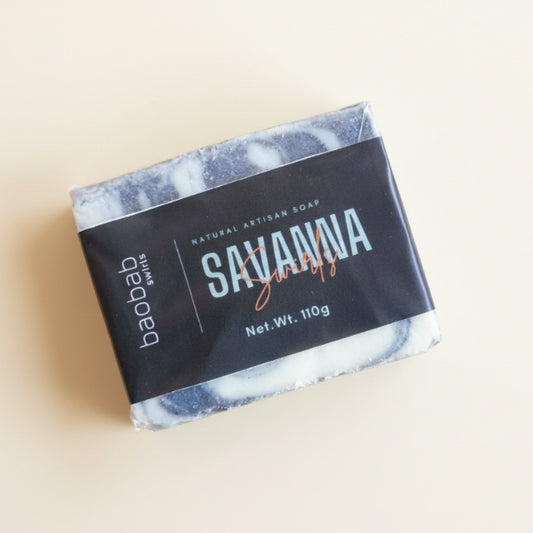 baobab
swirls
NATURAL ARTISAN SOAP
SAVANNA
Swirls
Net.Wt. 110g